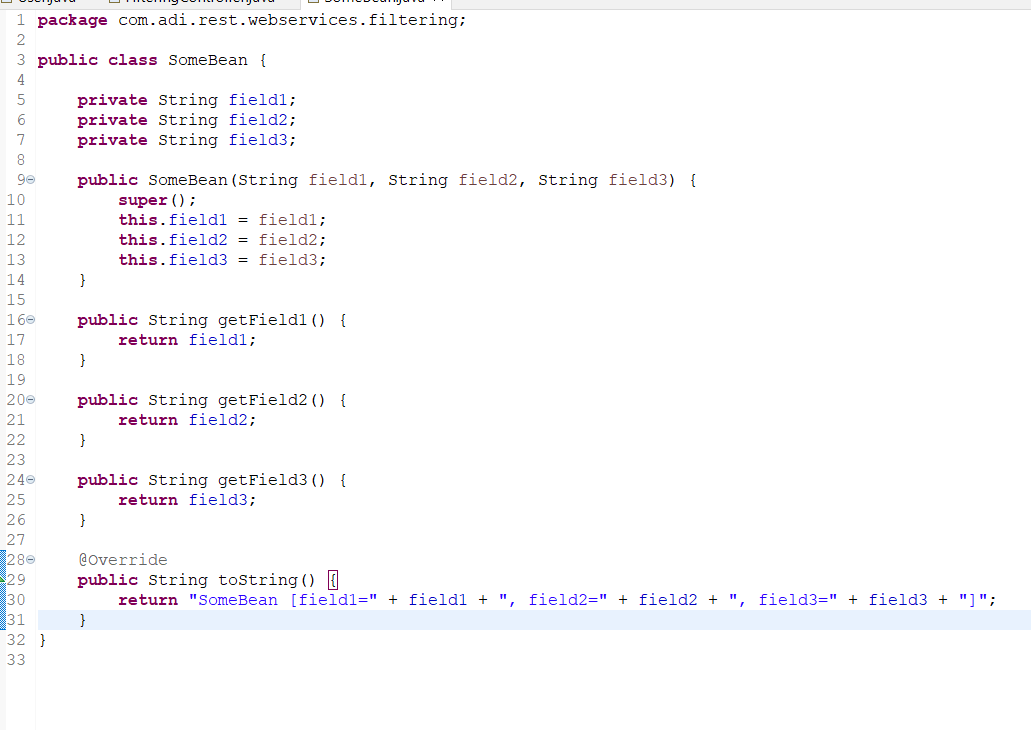 1 package com.adi.rest.webservices.filtering;
2
3 public class SomeBean {
4
5     private String field1;
6     private String field2;
7     private String field3;
8
9     public SomeBean(String field1, String field2, String field3) {
10         super();
11         this.field1 = field1;
12         this.field2 = field2;
13         this.field3 = field3;
14     }
15
16     public String getField1() {
17         return field1;
18     }
19
20     public String getField2() {
21         return field2;
22     }
23
24     public String getField3() {
25         return field3;
26     }
27
28     @Override
29     public String toString() {
30         return "SomeBean [field1=" + field1 + ", field2=" + field2 + ", field3=" + field3 + "]";
31     }
32 }
33